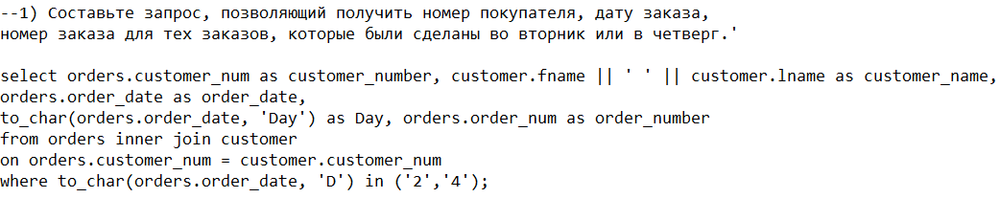 --1) Составьте запрос, позволяющий получить номер покупателя, дату заказа,
номер заказа для тех заказов, которые были сделаны во вторник или в четверг.'
select orders.customer_num as customer_number, customer.fname || ' ' || customer.lname as customer_name,
orders.order_date as order_date,
to_char(orders.order_date, 'Day') as Day, orders.order_num as order_number
from orders inner join customer
on orders.customer_num = customer.customer_num
where to_char(orders.order_date, 'D') in ('2','4');